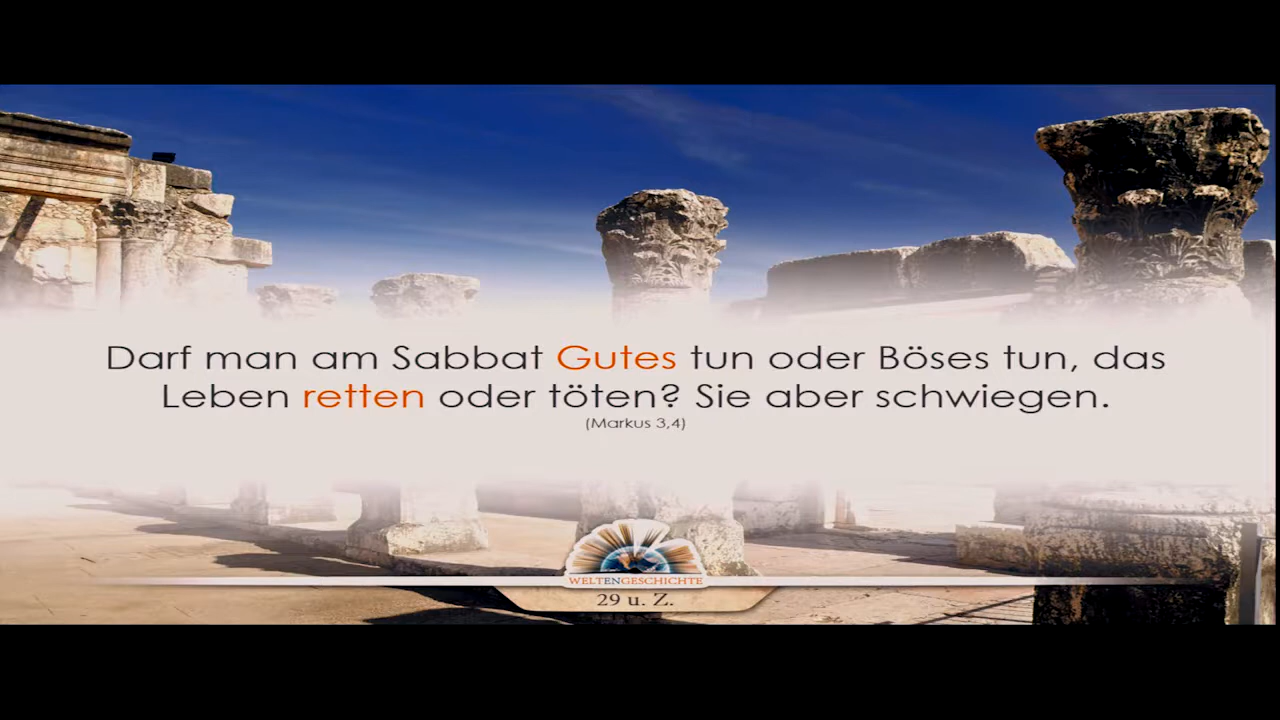 Darf man am Sabbat Gutes tun oder Böses tun, das
Leben retten oder töten? Sie aber schwiegen.
(Markus 3,4)
WELTENGESCHICHTE
29 u. Z.